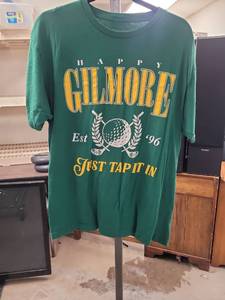 HAPPY
GILMORE
Est '96
JUST TAP IT IN